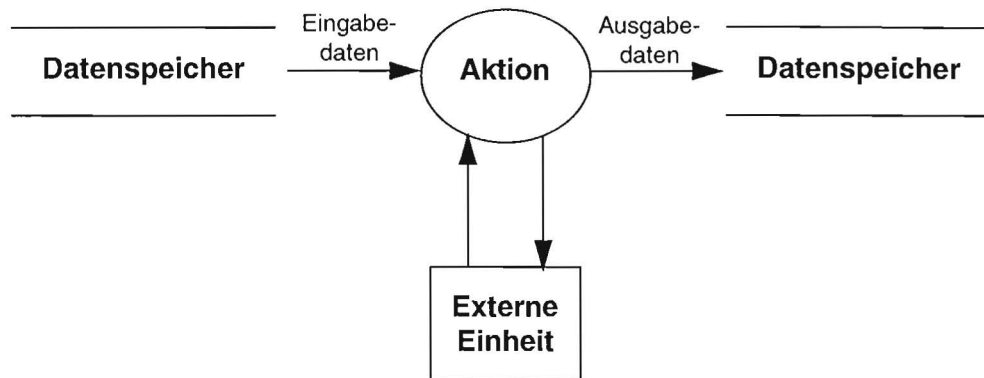 Eingabe-
daten
Ausgabe-
daten
Datenspeicher
Aktion
Datenspeicher
Externe
Einheit